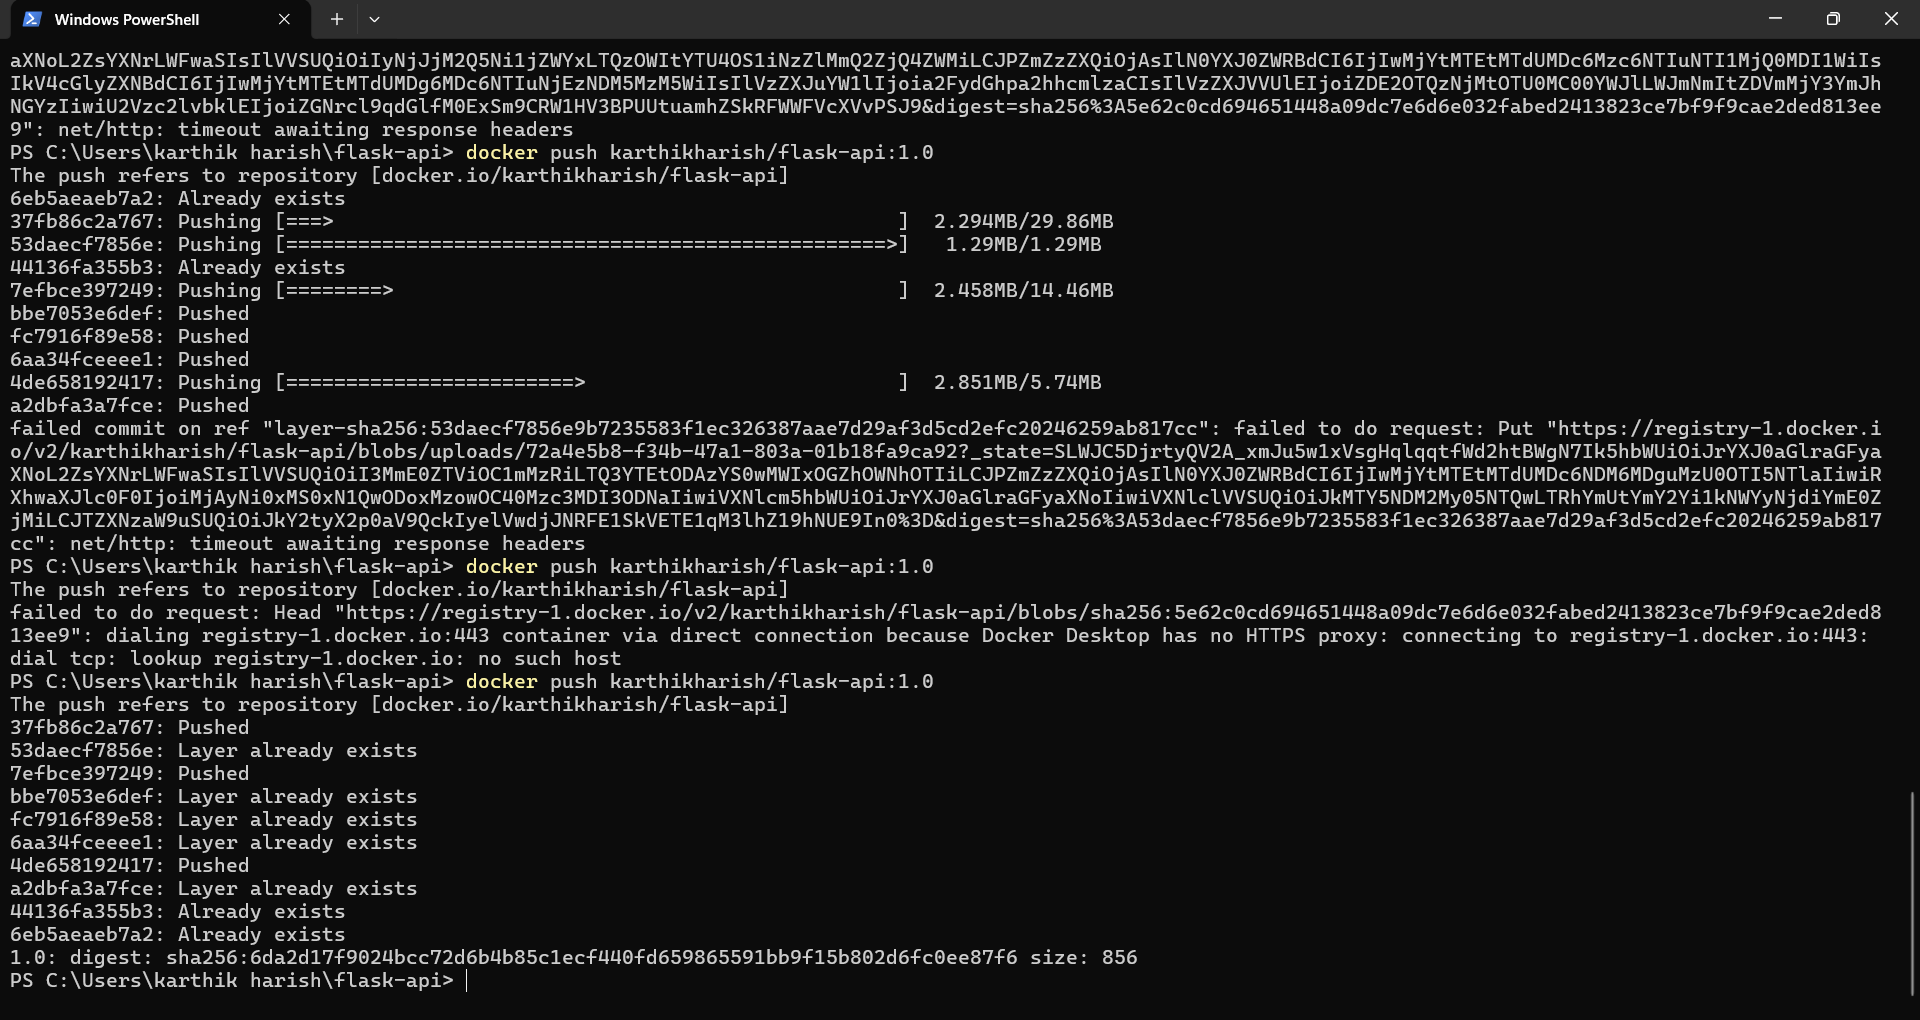 Windows PowerShell
aXNoL2ZsYXNrLWFwaSIsIlVVSUQiOiIyNjJjM2Q5Ni1jZWYxLTQzOWItYTU4OS1iNzZlMmQ2ZjQ4ZWMiLCJPZmZzZXQiOjAsIlN0YXJ0ZWRBdCI6IjIwMjYtMTEtMTdUMDc6Mzc6NTIuNTI1MjQ0MDI1WiIs
IkV4cGlyZXNBdCI6IjIwMjYtMTEtMTdUMDg6MDc6NTIuNjEzNDM5MzM5WiIsIlVzZXJuYW1lIjoia2FydGhpa2hhcmlzaCIsIlVzZXJVVUlEIjoiZDE2OTQzNjMtOTU0MC00YWJlLWJmNmItZDVmMjY3YmJh
NGYzIiwiU2Vzc2lvbklEIjoiZGNrcl9qdGlfM0ExSm9CRW1HV3BPUUtuamhZSkRFWWFVcXVvPSJ9&digest=sha256%3A5e62c0cd694651448a09dc7e6d6e032fabed2413823ce7bf9f9cae2ded813ee
9": net/http: timeout awaiting response headers
PS C:\Users\karthik harish\flask-api> docker push karthikharish/flask-api:1.0
The push refers to repository [docker.io/karthikharish/flask-api]
6eb5aeaeb7a2: Already exists
37fb86c2a767: Pushing [===>                                               ]  2.294MB/29.86MB
53daecf7856e: Pushing [==================================================>]   1.29MB/1.29MB
44136fa355b3: Already exists
7efbce397249: Pushing [========>                                          ]  2.458MB/14.46MB
bbe7053e6def: Pushed
fc7916f89e58: Pushed
6aa34fceeee1: Pushed
4de658192417: Pushing [========================>                          ]  2.851MB/5.74MB
a2dbfa3a7fce: Pushed
failed commit on ref "layer-sha256:53daecf7856e9b7235583f1ec326387aae7d29af3d5cd2efc20246259ab817cc": failed to do request: Put "https://registry-1.docker.i
o/v2/karthikharish/flask-api/blobs/uploads/72a4e5b8-f34b-47a1-803a-01b18fa9ca92?_state=SLWJC5DjrtyQV2A_xmJu5w1xVsgHqlqqtfWd2htBWgN7Ik5hbWUiOiJrYXJ0aGlraGFya
XNoL2ZsYXNrLWFwaSIsIlVVSUQiOiI3MmE0ZTViOC1mMzRiLTQ3YTEtODAzYS0wMWIxOGZhOWNhOTIiLCJPZmZzZXQiOjAsIlN0YXJ0ZWRBdCI6IjIwMjYtMTEtMTdUMDc6NDM6MDguMzU0OTI5NTlaIiwiR
XhwaXJlc0F0IjoiMjAyNi0xMS0xN1QwODoxMzowOC40Mzc3MDI3ODNaIiwiVXNlcm5hbWUiOiJrYXJ0aGlraGFyaXNoIiwiVXNlclVVSUQiOiJkMTY5NDM2My05NTQwLTRhYmUtYmY2Yi1kNWYyNjdiYmE0Z
jMiLCJTZXNzaW9uSUQiOiJkY2tyX2p0aV9QckIyelVwdjJNRFE1SkVETE1qM3lhZ19hNUE9In0%3D&digest=sha256%3A53daecf7856e9b7235583f1ec326387aae7d29af3d5cd2efc20246259ab817
cc": net/http: timeout awaiting response headers
PS C:\Users\karthik harish\flask-api> docker push karthikharish/flask-api:1.0
The push refers to repository [docker.io/karthikharish/flask-api]
failed to do request: Head "https://registry-1.docker.io/v2/karthikharish/flask-api/blobs/sha256:5e62c0cd694651448a09dc7e6d6e032fabed2413823ce7bf9f9cae2ded8
13ee9": dialing registry-1.docker.io:443 container via direct connection because Docker Desktop has no HTTPS proxy: connecting to registry-1.docker.io:443:
dial tcp: lookup registry-1.docker.io: no such host
PS C:\Users\karthik harish\flask-api> docker push karthikharish/flask-api:1.0
The push refers to repository [docker.io/karthikharish/flask-api]
37fb86c2a767: Pushed
53daecf7856e: Layer already exists
7efbce397249: Pushed
bbe7053e6def: Layer already exists
fc7916f89e58: Layer already exists
6aa34fceeee1: Layer already exists
4de658192417: Pushed
a2dbfa3a7fce: Layer already exists
44136fa355b3: Already exists
6eb5aeaeb7a2: Already exists
1.0: digest: sha256:6da2d17f9024bcc72d6b4b85c1ecf440fd659865591bb9f15b802d6fc0ee87f6 size: 856
PS C:\Users\karthik harish\flask-api>